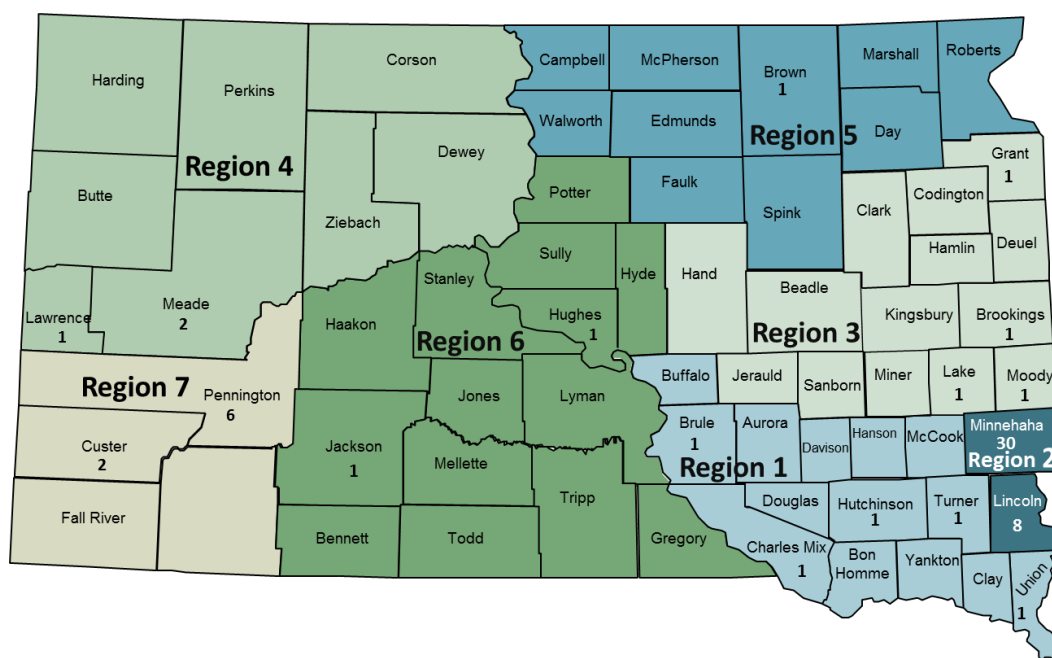 Harding
Perkins
Corson
Campbell
McPherson
Brown
1
Marshall
Roberts
Walworth
Edmunds
Region 5
Day
Region 4
Dewey
Grant
1
Butte
Ziebach
Potter
Faulk
Spink
Clark
Codington
Hamlin
Deuel
Sully
Stanley
Hyde
Hand
Beadle
Meade
2
Lawrence
1
Haakon
Hughes
1
Region 6
Region 3
Kingsbury
Brookings
1
Region 7
Pennington
6
Buffalo
Jerauld
Sanborn
Miner
Lake
1
Moody
1
Jones
Lyman
Custer
2
Jackson
1
Mellette
Brule
1
Aurora
Region 1
Davison
Hanson
McCook
Minnehaha
30
Region 2
Fall River
Tripp
Douglas
Hutchinson
1
Turner
1
Lincoln
8
Bennett
Todd
Gregory
Charles Mix
1
Bon
Homme
Yankton
Clay
Union
1